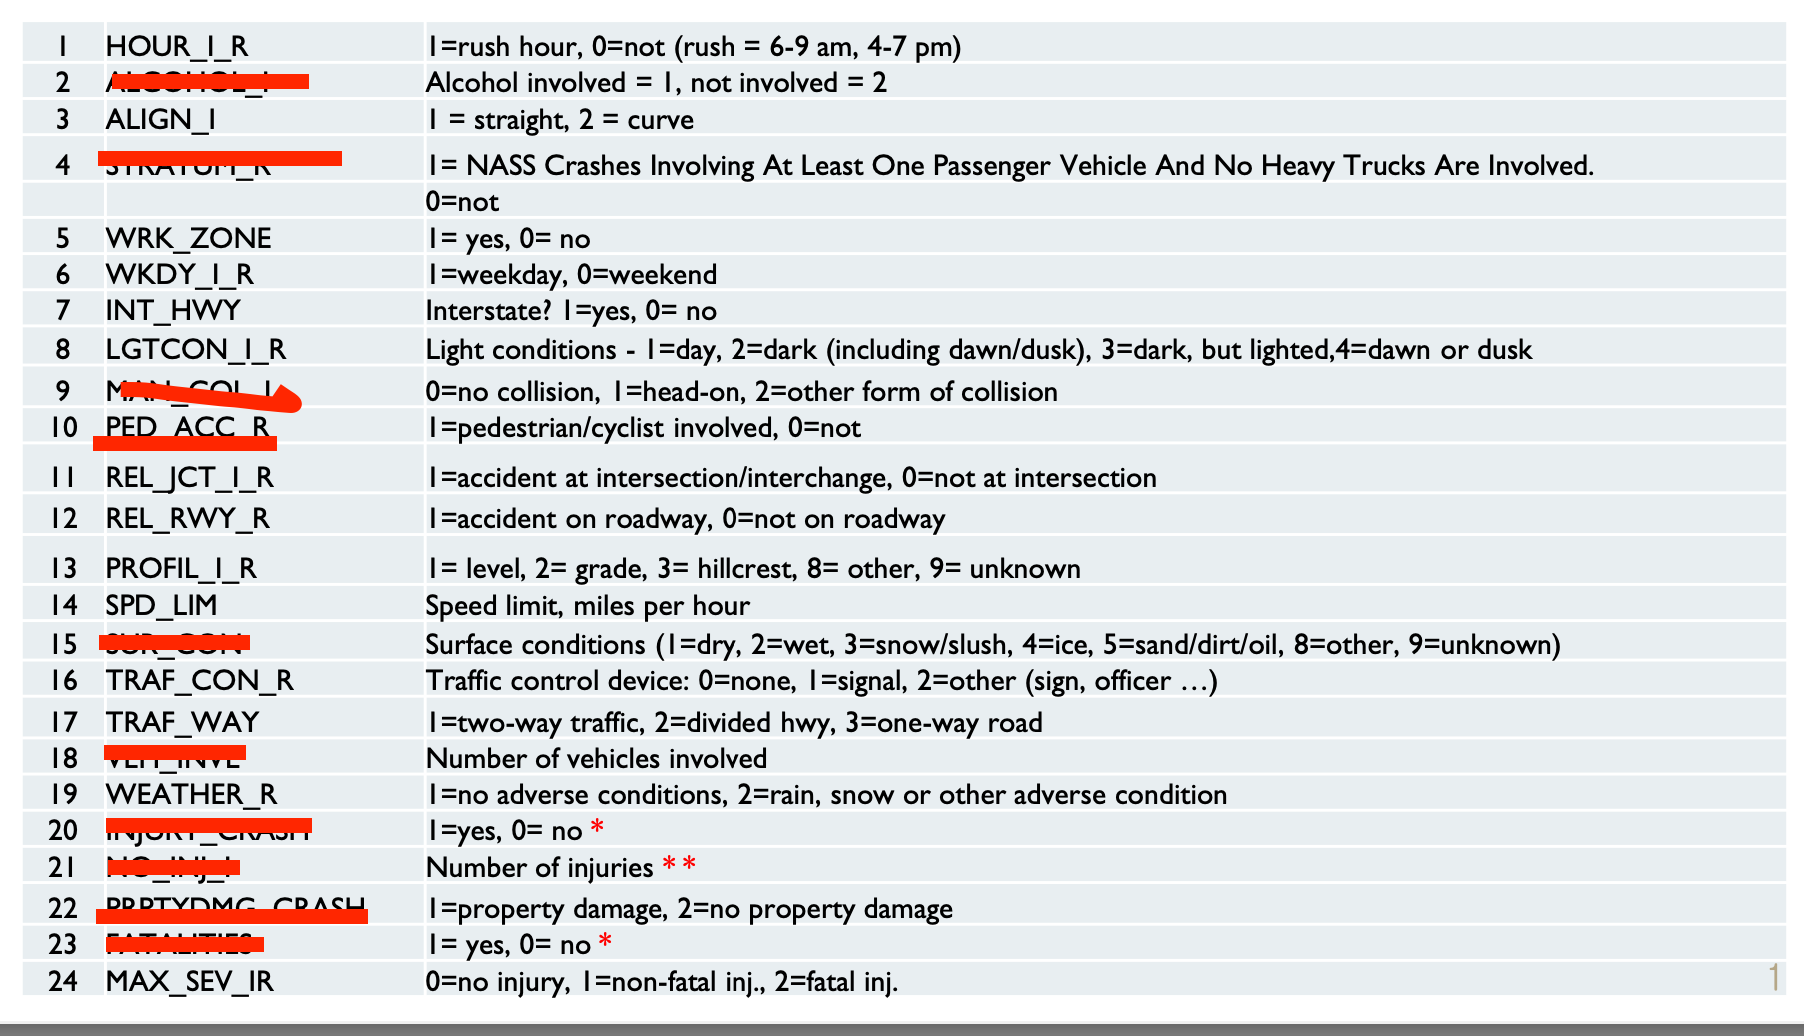 1 HOUR_I_R 1=rush hour, 0=not (rush = 6-9 am, 4-7 pm)
2 ALCOHOL_I Alcohol involved = 1, not involved = 2
3 ALIGN_I 1 = straight, 2 = curve
4 STRATUM_R 1= NASS Crashes Involving At Least One Passenger Vehicle And No Heavy Trucks Are Involved.
0=not
5 WRK_ZONE 1= yes, 0= no
6 WKDY_I_R 1=weekday, 0=weekend
7 INT_HWY Interstate? 1=yes, 0= no
8 LGTCON_I_R Light conditions - 1=day, 2=dark (including dawn/dusk), 3=dark, but lighted,4=dawn or dusk
9 MAN_COL_I 0=no collision, 1=head-on, 2=other form of collision
10 PED_ACC_R 1=pedestrian/cyclist involved, 0=not
11 REL_JCT_I_R 1=accident at intersection/interchange, 0=not at intersection
12 REL_RWY_R 1=accident on roadway, 0=not on roadway
13 PROFIL_I_R 1= level, 2= grade, 3= hillcrest, 8= other, 9= unknown
14 SPD_LIM Speed limit, miles per hour
15 SUR_CON Surface conditions (1=dry, 2=wet, 3=snow/slush, 4=ice, 5=sand/dirt/oil, 8=other, 9=unknown)
16 TRAF_CON_R Traffic control device: 0=none, 1=signal, 2=other (sign, officer …)
17 TRAF_WAY 1=two-way traffic, 2=divided hwy, 3=one-way road
18 Number of vehicles involved
19 WEATHER_R 1=no adverse conditions, 2=rain, snow or other adverse condition
20 INJURY_CRASH 1=yes, 0= no *
21 NO_INJ_I Number of injuries **
22 PRPTYDMG_CRASH 1=property damage, 2=no property damage
23 FATALITIES 1= yes, 0= no *
24 MAX_SEV_IR 0=no injury, 1=non-fatal inj., 2=fatal inj.
1